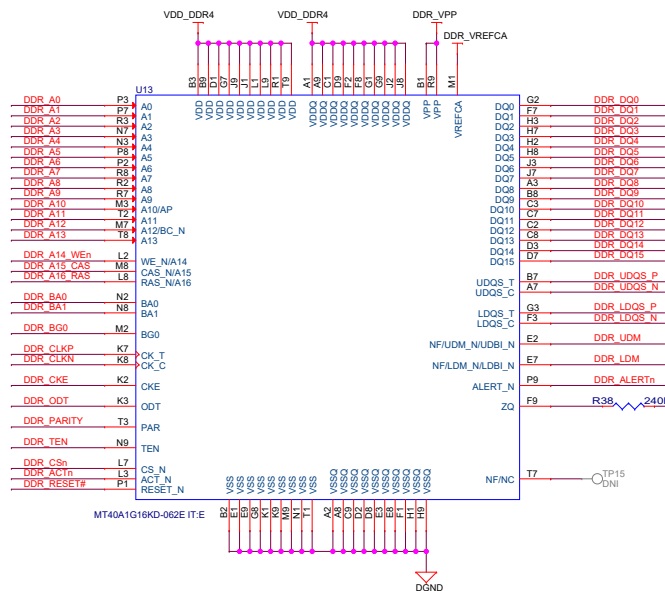 VDD_DDR4 VDD_DDR4 DDR_VPP
DDR_VREFCA
U13
B3 B9 D1 G7 J9 J1 L1 L9 R1 T9 A1 A9 C1 D9 F2 F8 G1 G9 J2 J8 B1 R9 M1
VDD VDD VDD VDD VDD VDD VDD VDD VDD VDD VDDQ VDDQ VDDQ VDDQ VDDQ VDDQ VDDQ VDDQ VDDQ VDDQ VPP VPP VREFCA
DDR_A0 P3 A0 DQ0 G2 DDR_DQ0
DDR_A1 P7 A1 DQ1 F7 DDR_DQ1
DDR_A2 R3 A2 DQ2 H3 DDR_DQ2
DDR_A3 N7 A3 DQ3 H7 DDR_DQ3
DDR_A4 N3 A4 DQ4 H2 DDR_DQ4
DDR_A5 P8 A5 DQ5 H8 DDR_DQ5
DDR_A6 P2 A6 DQ6 J3 DDR_DQ6
DDR_A7 R8 A7 DQ7 J7 DDR_DQ7
DDR_A8 R2 A8 DQ8 A3 DDR_DQ8
DDR_A9 R7 A9 DQ9 B8 DDR_DQ9
DDR_A10 M3 A10/AP DQ10 C3 DDR_DQ10
DDR_A11 T2 A11 DQ11 C7 DDR_DQ11
DDR_A12 M7 A12/BC_N DQ12 C2 DDR_DQ12
DDR_A13 T8 A13 DQ13 C8 DDR_DQ13
DQ14 D3 DDR_DQ14
DQ15 D7 DDR_DQ15
DDR_A14_WEn L2 WE_N/A14
DDR_A15_CAS M8 CAS_N/A15
DDR_A16_RAS L8 RAS_N/A16
UDQS_T B7 DDR_UDQS_P
UDQS_C A7 DDR_UDQS_N
DDR_BA0 N2 BA0
DDR_BA1 N8 BA1
LDQS_T G3 DDR_LDQS_P
LDQS_C F3 DDR_LDQS_N
DDR_BG0 M2 BG0
NF/UDM_N/UDBI_N E2 DDR_UDM
DDR_CLKP K7 CK_T
DDR_CLKN K8 CK_C
NF/LDM_N/LDBI_N E7 DDR_LDM
DDR_CKE K2 CKE ALERT_N P9 DDR_ALERTn
DDR_ODT K3 ODT ZQ F9 R38 240
DDR_PARITY T3 PAR
DDR_TEN N9 TEN
DDR_CSn L7 CS_N
DDR_ACTn L3 ACT_N
DDR_RESET# P1 RESET_N
NF/NC T7 TP15
DNI
VSS VSS VSS VSS VSS VSS VSS VSS VSS VSSQ VSSQ VSSQ VSSQ VSSQ VSSQ VSSQ VSSQ VSSQ VSSQ
MT40A1G16KD-062E IT:E
B2 E1 E9 G8 K1 K9 M9 N1 T1 A2 A8 C9 D2 D8 E3 E8 F1 H1 H9
DGND